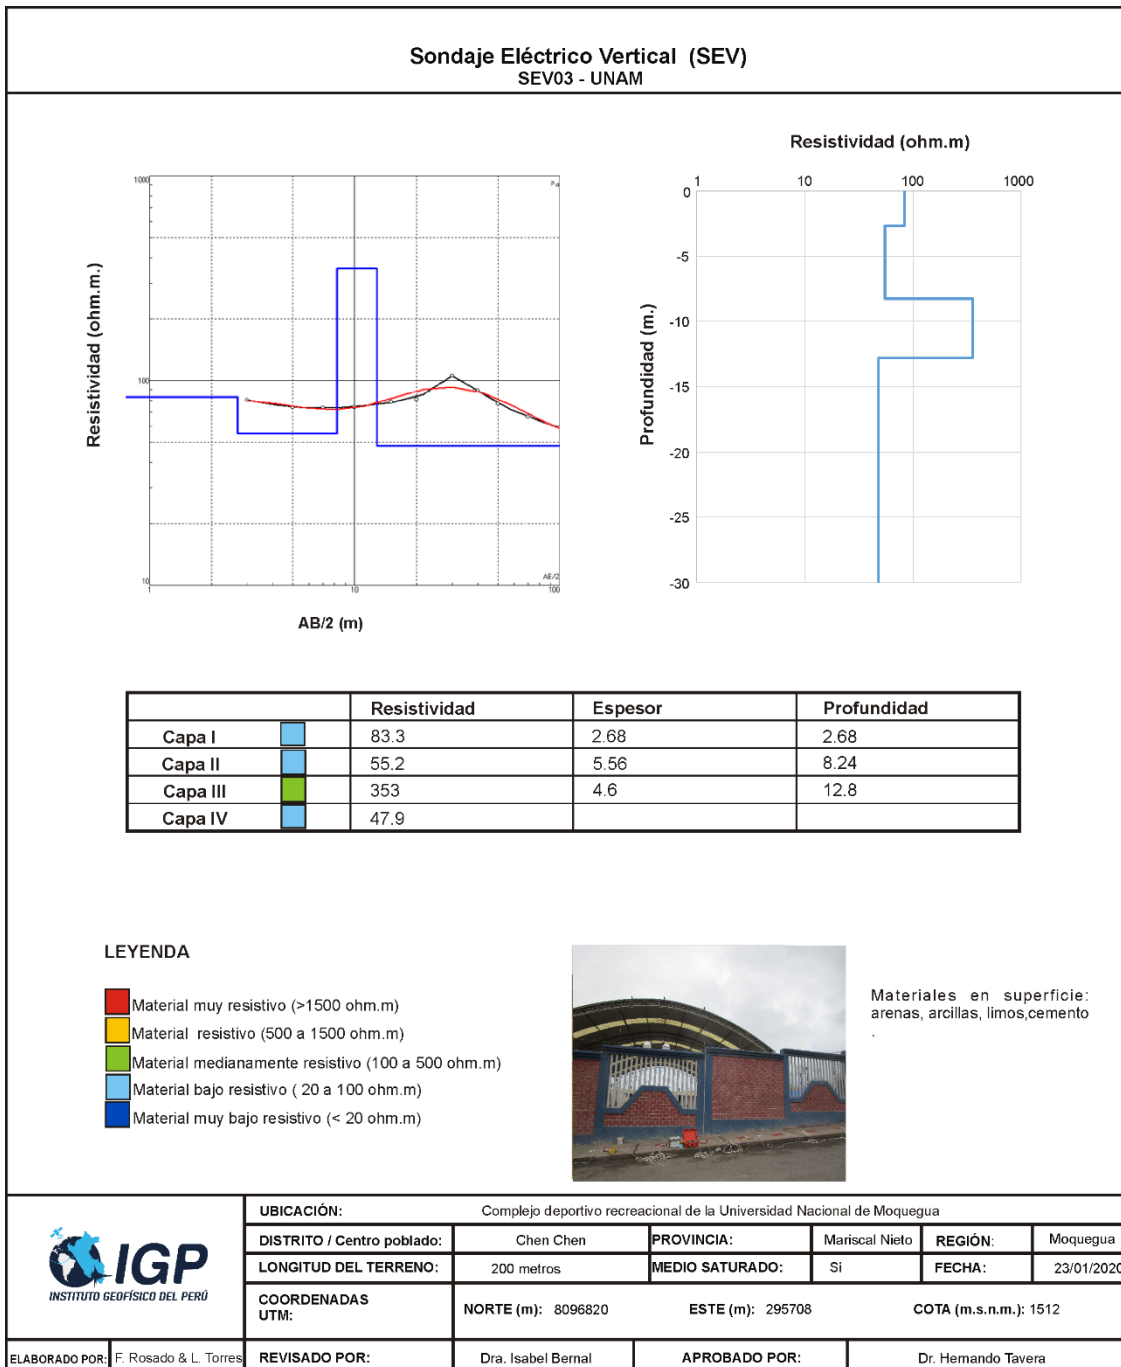 Sondaje Eléctrico Vertical (SEV)
SEV03 - UNAM
Resistividad (ohm.m.)
1000
100
10
1
10
100
Pa
AB/2
AB/2 (m)
Resistividad (ohm.m)
1 10 100 1000
Profundidad (m.)
0
-5
-10
-15
-20
-25
-30
Resistividad Espesor Profundidad
Capa I 83.3 2.68 2.68
Capa II 55.2 5.56 8.24
Capa III 353 4.6 12.8
Capa IV 47.9
LEYENDA
Material muy resistivo (>1500 ohm.m)
Material resistivo (500 a 1500 ohm.m)
Material medianamente resistivo (100 a 500 ohm.m)
Material bajo resistivo ( 20 a 100 ohm.m)
Material muy bajo resistivo (< 20 ohm.m)
Materiales en superficie:
arenas, arcillas, limos,cemento
.
IGP
INSTITUTO GEOFÍSICO DEL PERÚ
UBICACIÓN: Complejo deportivo recreacional de la Universidad Nacional de Moquegua
DISTRITO / Centro poblado: Chen Chen PROVINCIA: Mariscal Nieto REGIÓN: Moquegua
LONGITUD DEL TERRENO: 200 metros MEDIO SATURADO: Si FECHA: 23/01/2020
COORDENADAS
UTM: NORTE (m): 8096820 ESTE (m): 295708 COTA (m.s.n.m.): 1512
ELABORADO POR: F. Rosado & L. Torres REVISADO POR: Dra. Isabel Bernal APROBADO POR: Dr. Hernando Tavera